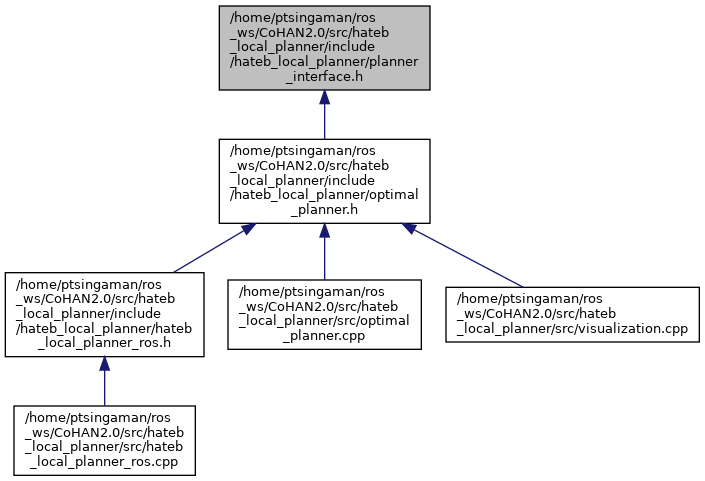 /home/ptsingaman/ros
_ws/CoHAN2.0/src/hateb
_local_planner/include
/hateb_local_planner/planner
_interface.h
/home/ptsingaman/ros
_ws/CoHAN2.0/src/hateb
_local_planner/include
/hateb_local_planner/optimal
_planner.h
/home/ptsingaman/ros
_ws/CoHAN2.0/src/hateb
_local_planner/include
/hateb_local_planner/hateb
_local_planner_ros.h
/home/ptsingaman/ros
_ws/CoHAN2.0/src/hateb
_local_planner/src/optimal
_planner.cpp
/home/ptsingaman/ros
_ws/CoHAN2.0/src/hateb
_local_planner/src/visualization.cpp
/home/ptsingaman/ros
_ws/CoHAN2.0/src/hateb
_local_planner/src/hateb
_local_planner_ros.cpp